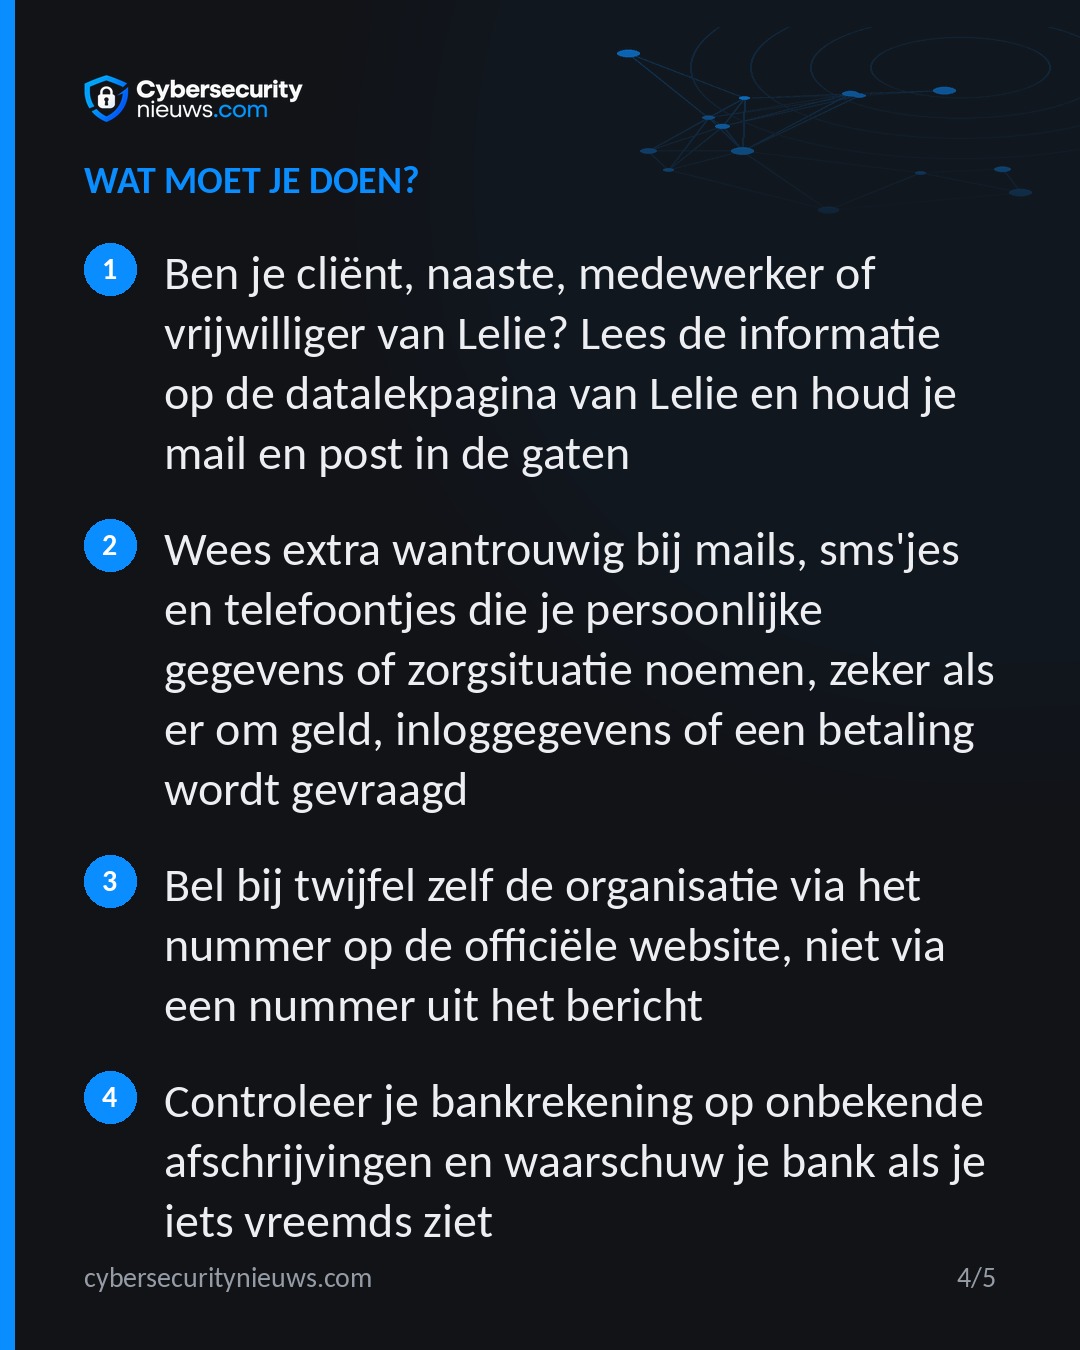 Cybersecurity
nieuws.com
WAT MOET JE DOEN?
1
Ben je cliënt, naaste, medewerker of
vrijwilliger van Lelie? Lees de informatie
op de datalekpagina van Lelie en houd je
mail en post in de gaten
2
Wees extra wantrouwig bij mails, sms'jes
en telefoontjes die je persoonlijke
gegevens of zorgsituatie noemen, zeker als
er om geld, inloggegevens of een betaling
wordt gevraagd
3
Bel bij twijfel zelf de organisatie via het
nummer op de officiële website, niet via
een nummer uit het bericht
4
Controleer je bankrekening op onbekende
afschrijvingen en waarschuw je bank als je
iets vreemds ziet
cybersecuritynieuws.com
4/5